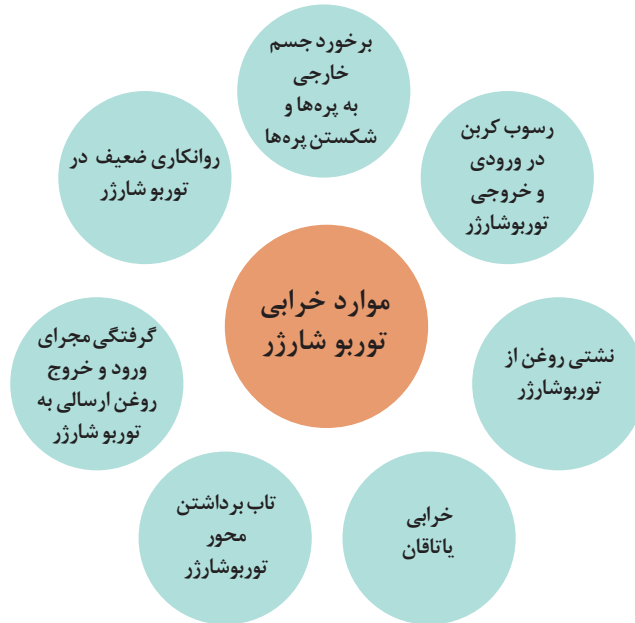 موارد خرابی
توربو شارژر
برخورد جسم
خارجی
به پره‌ها و
شکستن پره‌ها
رسوب کربن
در ورودی
و خروجی
توربوشارژر
نشتی روغن از
توربوشارژر
خرابی
یاتاقان
تاب برداشتن
محور
توربوشارژر
گرفتگی مجرای
ورود و خروج
روغن ارسالی به
توربو شارژر
روانکاری ضعیف در
توربو شارژر